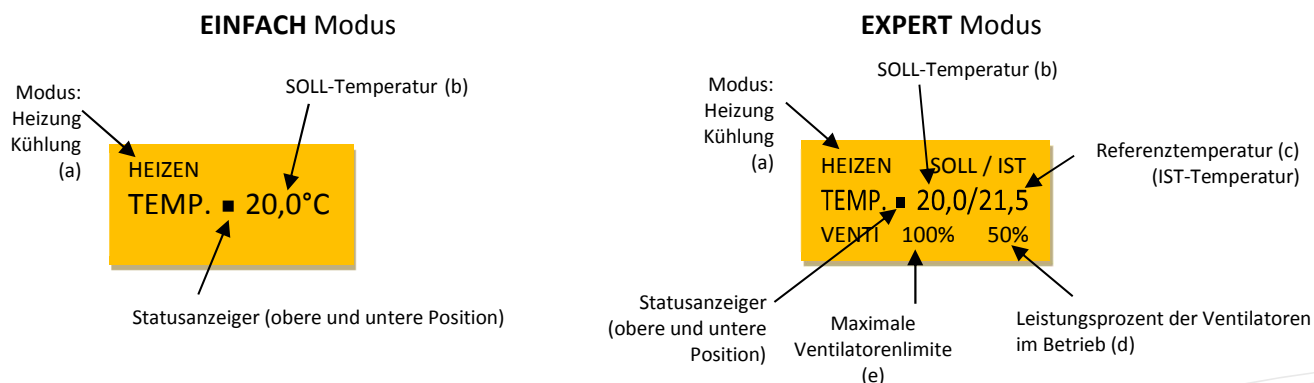 EINFACH Modus
Modus:
Heizung
Kühlung
(a)
SOLL-Temperatur (b)
HEIZEN
TEMP. ▪ 20,0°C
Statusanzeiger (obere und untere Position)
EXPERT Modus
Modus:
Heizung
Kühlung
(a)
SOLL-Temperatur (b)
Referenztemperatur (c)
(IST-Temperatur)
HEIZEN SOLL / IST
TEMP. ▪ 20,0/21,5
VENTI 100% 50%
Statusanzeiger
(obere und untere
Position)
Maximale
Ventilatorenlimite
(e)
Leistungsprozent der Ventilatoren
im Betrieb (d)